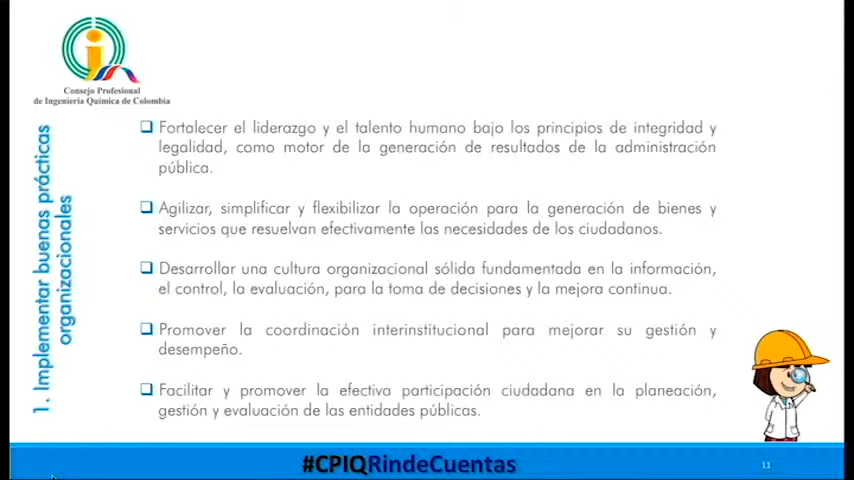 Consejo Profesional
de Ingeniería Química de Colombia
1. Implementar buenas prácticas
organizacionales
Fortalecer el liderazgo y el talento humano bajo los principios de integridad y
legalidad, como motor de la generación de resultados de la administración
pública.
Agilizar, simplificar y flexibilizar la operación para la generación de bienes y
servicios que resuelvan efectivamente las necesidades de los ciudadanos.
Desarrollar una cultura organizacional sólida fundamentada en la información,
el control, la evaluación, para la toma de decisiones y la mejora continua.
Promover la coordinación interinstitucional para mejorar su gestión y
desempeño.
Facilitar y promover la efectiva participación ciudadana en la planeación,
gestión y evaluación de las entidades públicas.
#CPIQRindeCuentas
11